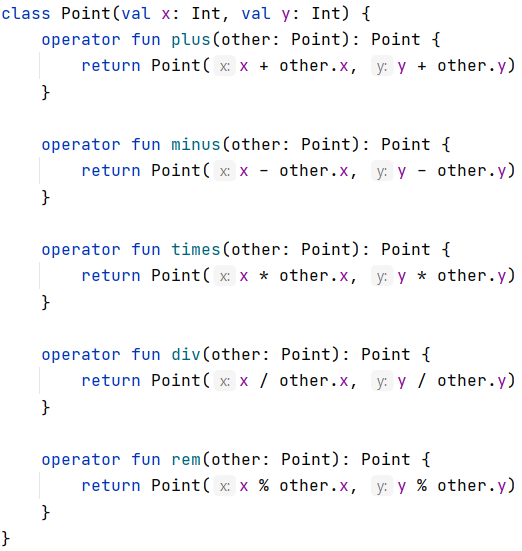 class Point(val x: Int, val y: Int) {
    operator fun plus(other: Point): Point {
        return Point( x: x + other.x, y: y + other.y)
    }

    operator fun minus(other: Point): Point {
        return Point( x: x - other.x, y: y - other.y)
    }

    operator fun times(other: Point): Point {
        return Point( x: x * other.x, y: y * other.y)
    }

    operator fun div(other: Point): Point {
        return Point( x: x / other.x, y: y / other.y)
    }

    operator fun rem(other: Point): Point {
        return Point( x: x % other.x, y: y % other.y)
    }
}